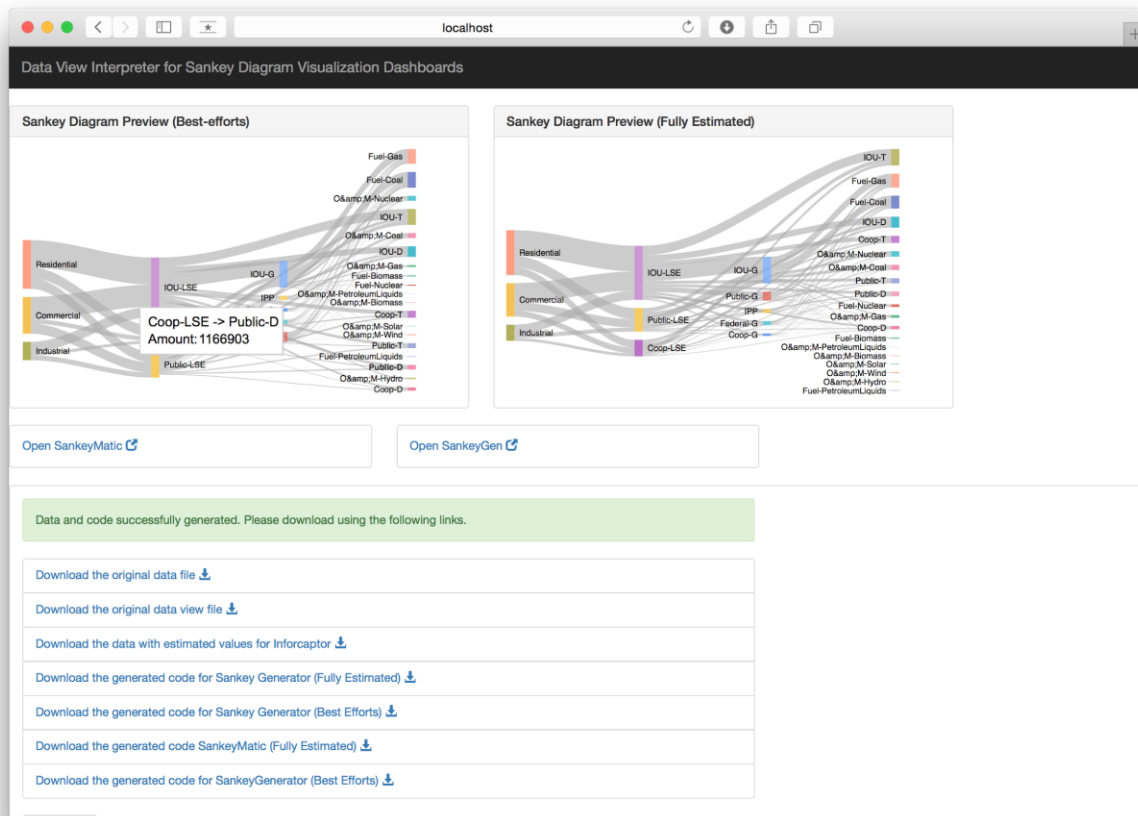 localhost
Data View Interpreter for Sankey Diagram Visualization Dashboards
Sankey Diagram Preview (Best-efforts)
Fuel-Gas
Fuel-Coal
O&amp;M-Nuclear
IOU-T
O&amp;M-Coal
IOU-D
Residential
O&amp;M-Gas
IOU-G
Fuel-Biomass
IOU-LSE
Fuel-Nuclear
IPP
O&amp;M-PetroleumLiquids
O&amp;M-Biomass
Commercial
Coop-T
Coop-LSE -> Public-D
Amount: 1166903
O&amp;M-Solar
O&amp;M-Wind
Industrial
Public-T
Fuel-PetroleumLiquids
Public-LSE
Public-D
O&amp;M-Hydro
Coop-D
Sankey Diagram Preview (Fully Estimated)
IOU-T
Fuel-Gas
Fuel-Coal
IOU-D
Coop-T
Residential
O&amp;M-Nuclear
IOU-LSE
IOU-G
O&amp;M-Coal
Public-T
Public-G
Public-D
Commercial
Fuel-Nuclear
IPP
O&amp;M-Gas
Public-LSE
Federal-G
Coop-D
Industrial
Coop-G
Fuel-Biomass
Coop-LSE
O&amp;M-PetroleumLiquids
O&amp;M-Biomass
O&amp;M-Solar
O&amp;M-Wind
O&amp;M-Hydro
Fuel-PetroleumLiquids
Open SankeyMatic
Open SankeyGen
Data and code successfully generated. Please download using the following links.
Download the original data file
Download the original data view file
Download the data with estimated values for Inforcaptor
Download the generated code for Sankey Generator (Fully Estimated)
Download the generated code for Sankey Generator (Best Efforts)
Download the generated code SankeyMatic (Fully Estimated)
Download the generated code for SankeyGenerator (Best Efforts)